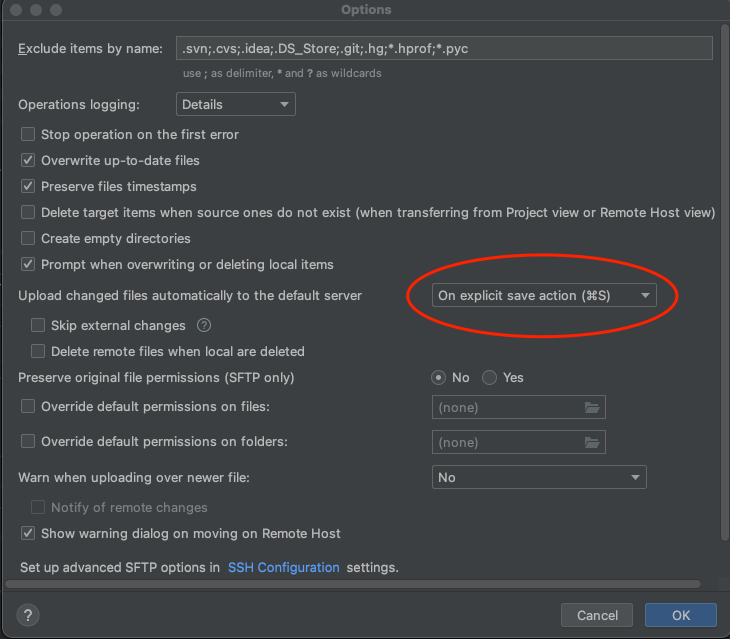 Options
Exclude items by name: .svn;.cvs;.idea;.DS_Store;.git;.hg;*.hprof;*.pyc
use ; as delimiter, * and ? as wildcards
Operations logging: Details
Stop operation on the first error
Overwrite up-to-date files
Preserve files timestamps
Delete target items when source ones do not exist (when transferring from Project view or Remote Host view)
Create empty directories
Prompt when overwriting or deleting local items
Upload changed files automatically to the default server On explicit save action (⌘S)
Skip external changes ?
Delete remote files when local are deleted
Preserve original file permissions (SFTP only) No Yes
Override default permissions on files: (none)
Override default permissions on folders: (none)
Warn when uploading over newer file: No
Notify of remote changes
Show warning dialog on moving on Remote Host
Set up advanced SFTP options in SSH Configuration settings.
? Cancel OK